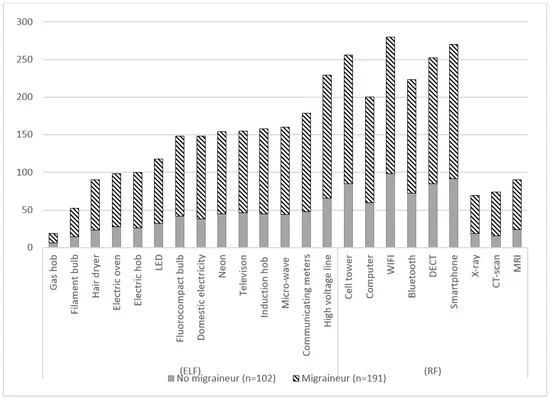 300
250
200
150
100
50
0
Gas hob
Filament bulb
Hair dryer
Electric oven
Electric hob
LED
Fluorocompact bulb
Domestic electricity
Neon
Televison
Induction hob
Micro-wave
Communicating meters
High voltage line
Cell tower
Computer
WIFI
Bluetooth
DECT
Smartphone
X-ray
CT-scan
MRI
(ELF) (RF)
No migraineur (n=102) Migraineur (n=191)